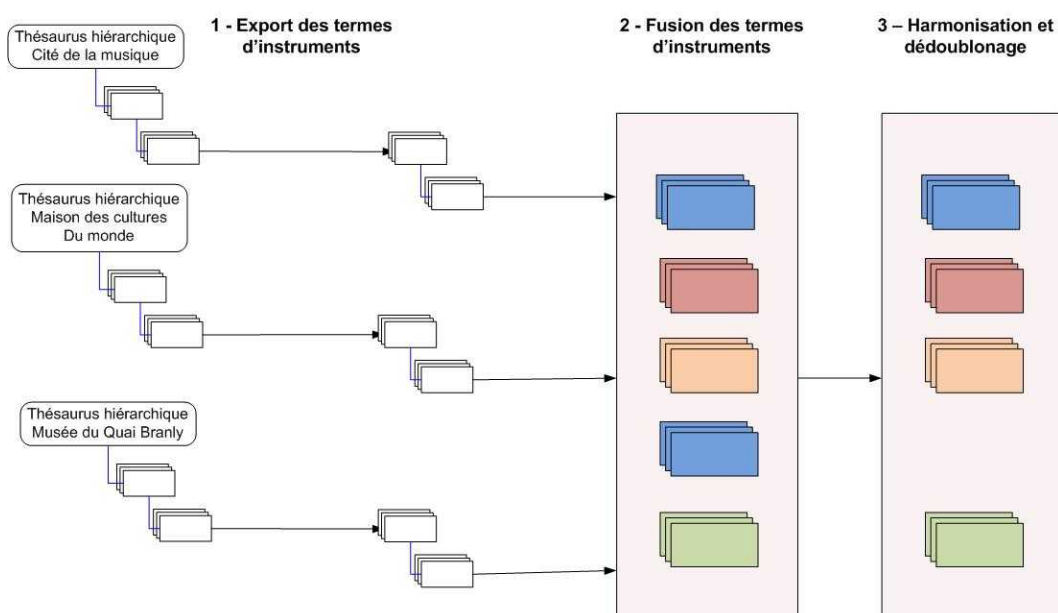 1 - Export des termes
d’instruments
2 - Fusion des termes
d’instruments
3 – Harmonisation et
dédoublonage
Thésaurus hiérarchique
Cité de la musique
Thésaurus hiérarchique
Maison des cultures
Du monde
Thésaurus hiérarchique
Musée du Quai Branly